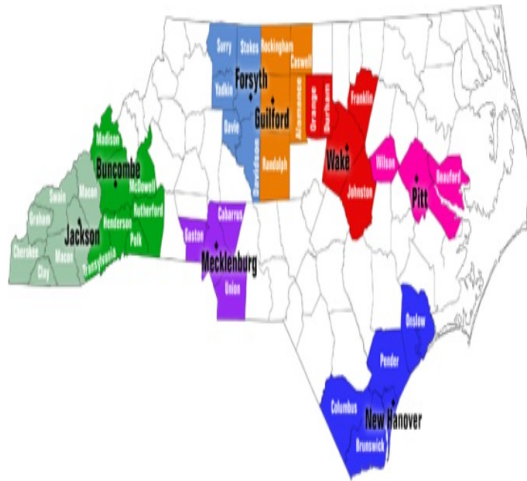 Surry
Stokes
Rockingham
Caswell
Forsyth
Yadkin
Guilford
Alamance
Orange
Durham
Franklin
Davie
Davidson
Randolph
Wake
Johnston
Wilson
Beauford
Pitt
Madison
Buncombe
McDowell
Swain
Macon
Graham
Jackson
Henderson
Rutherford
Polk
Cherokee
Macon
Clay
Transylvania
Cabarrus
Gaston
Mecklenburg
Union
Onslow
Pender
Columbus
New Hanover
Brunswick